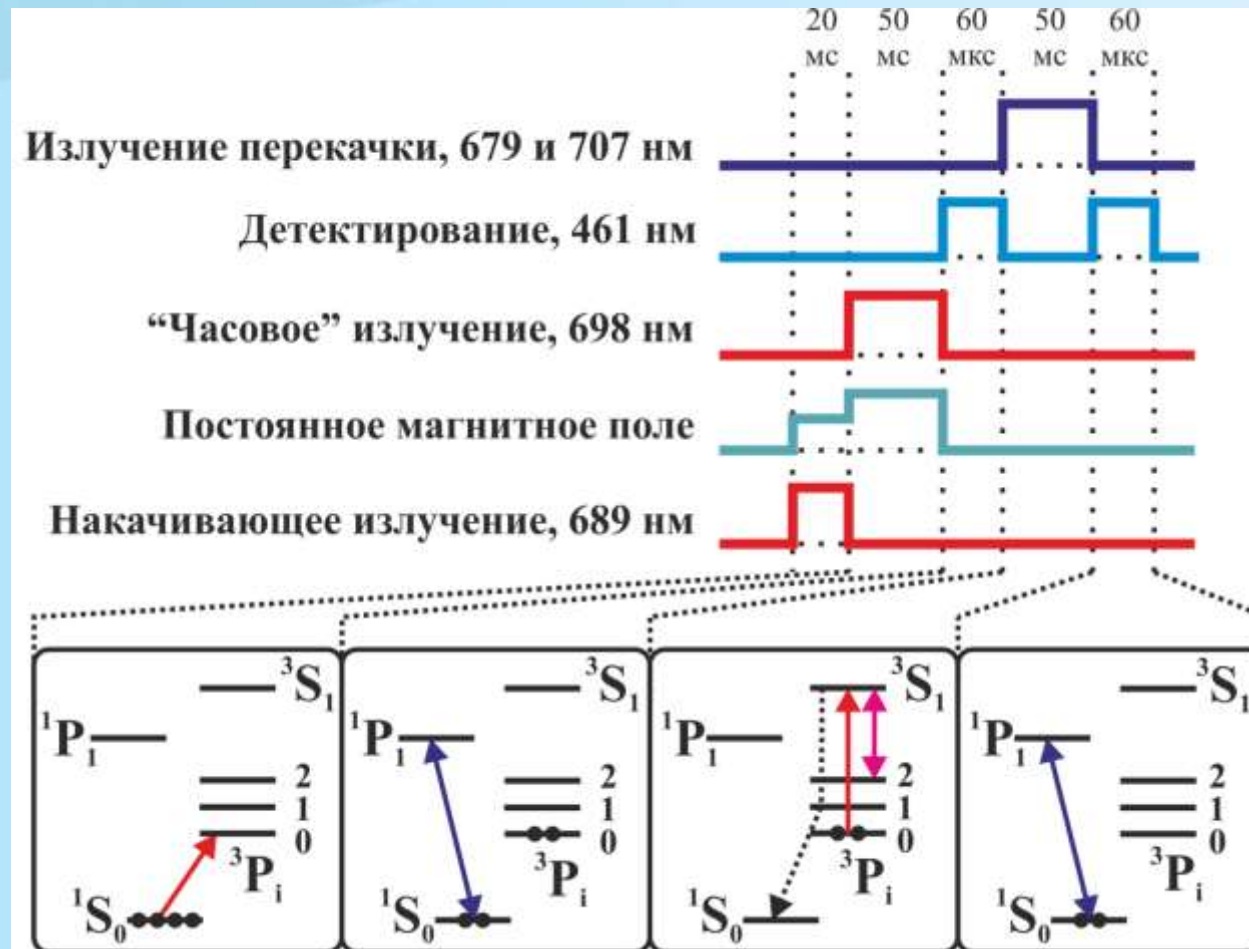 20 50 60 50 60
мс мс мкс мс мкс
Излучение перекачки, 679 и 707 нм
Детектирование, 461 нм
“Часовое” излучение, 698 нм
Постоянное магнитное поле
Накачивающее излучение, 689 нм
³S₁ ³S₁ ³S₁ ³S₁
¹P₁ ¹P₁ ¹P₁ ¹P₁
2 2 2 2
1 1 1 1
0 0 0 0
³Pᵢ ³Pᵢ ³Pᵢ ³Pᵢ
¹S₀ ¹S₀ ¹S₀ ¹S₀